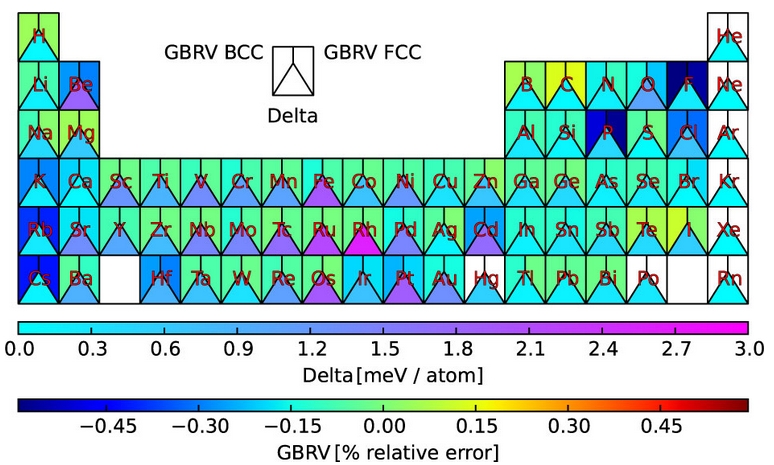 H He
GBRV BCC GBRV FCC
Delta
Li Be B C N O F Ne
Na Mg Al Si P S Cl Ar
K Ca Sc Ti V Cr Mn Fe Co Ni Cu Zn Ga Ge As Se Br Kr
Rb Sr Y Zr Nb Mo Tc Ru Rh Pd Ag Cd In Sn Sb Te I Xe
Cs Ba Hf Ta W Re Os Ir Pt Au Hg Tl Pb Bi Po Rn
0.0 0.3 0.6 0.9 1.2 1.5 1.8 2.1 2.4 2.7 3.0
Delta [meV / atom]
−0.45 −0.30 −0.15 0.00 0.15 0.30 0.45
GBRV [% relative error]